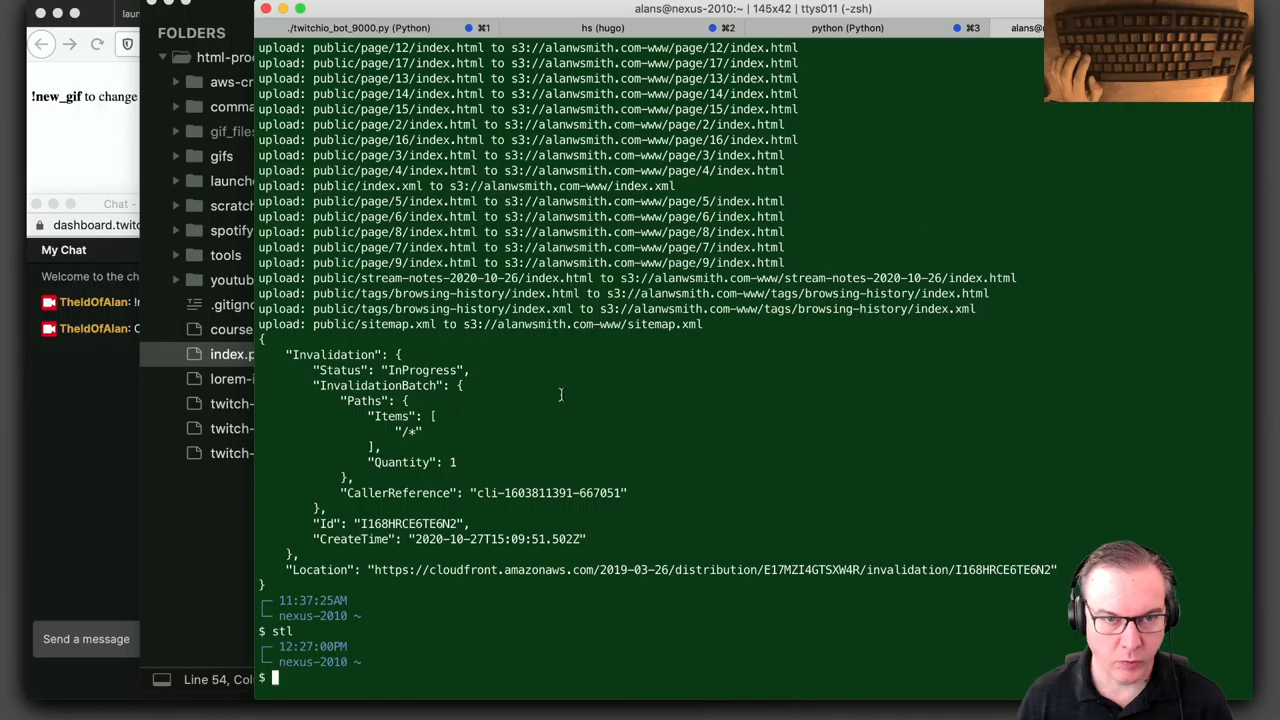 laun
!new_gif to change
Chat -
dashboard.twitc
My Chat
Welcome to the ch
TheIdOfAlan: !n
TheIdOfAlan: C
Send a message
FOLDERS
html-pro
aws-cr
comma
gif_files
gifs
launche
scratch
spotify
tools
youtub
.gitigno
course
index.p
lorem-i
twitch-
twitch-
twitch-
Line 54, Col
alans@nexus-2010:~ | 145x42 | ttys011 (-zsh)
./twitchio_bot_9000.py (Python) ⌘1
hs (hugo) ⌘2
python (Python) ⌘3
alans@n
upload: public/page/12/index.html to s3://alanwsmith.com-www/page/12/index.html
upload: public/page/17/index.html to s3://alanwsmith.com-www/page/17/index.html
upload: public/page/13/index.html to s3://alanwsmith.com-www/page/13/index.html
upload: public/page/14/index.html to s3://alanwsmith.com-www/page/14/index.html
upload: public/page/15/index.html to s3://alanwsmith.com-www/page/15/index.html
upload: public/page/2/index.html to s3://alanwsmith.com-www/page/2/index.html
upload: public/page/16/index.html to s3://alanwsmith.com-www/page/16/index.html
upload: public/page/3/index.html to s3://alanwsmith.com-www/page/3/index.html
upload: public/page/4/index.html to s3://alanwsmith.com-www/page/4/index.html
upload: public/index.xml to s3://alanwsmith.com-www/index.xml
upload: public/page/5/index.html to s3://alanwsmith.com-www/page/5/index.html
upload: public/page/6/index.html to s3://alanwsmith.com-www/page/6/index.html
upload: public/page/8/index.html to s3://alanwsmith.com-www/page/8/index.html
upload: public/page/7/index.html to s3://alanwsmith.com-www/page/7/index.html
upload: public/page/9/index.html to s3://alanwsmith.com-www/page/9/index.html
upload: public/stream-notes-2020-10-26/index.html to s3://alanwsmith.com-www/stream-notes-2020-10-26/index.html
upload: public/tags/browsing-history/index.html to s3://alanwsmith.com-www/tags/browsing-history/index.html
upload: public/tags/browsing-history/index.xml to s3://alanwsmith.com-www/tags/browsing-history/index.xml
upload: public/sitemap.xml to s3://alanwsmith.com-www/sitemap.xml
{
"Invalidation": {
"Status": "InProgress",
"InvalidationBatch": {
"Paths": {
"Items": [
"/*"
],
"Quantity": 1
},
"CallerReference": "cli-1603811391-667051"
},
"Id": "I168HRCE6TE6N2",
"CreateTime": "2020-10-27T15:09:51.502Z"
},
"Location": "https://cloudfront.amazonaws.com/2019-03-26/distribution/E17MZI4GTSXW4R/invalidation/I168HRCE6TE6N2"
}
11:37:25AM
nexus-2010 ~
$ stl
12:27:00PM
nexus-2010 ~
$